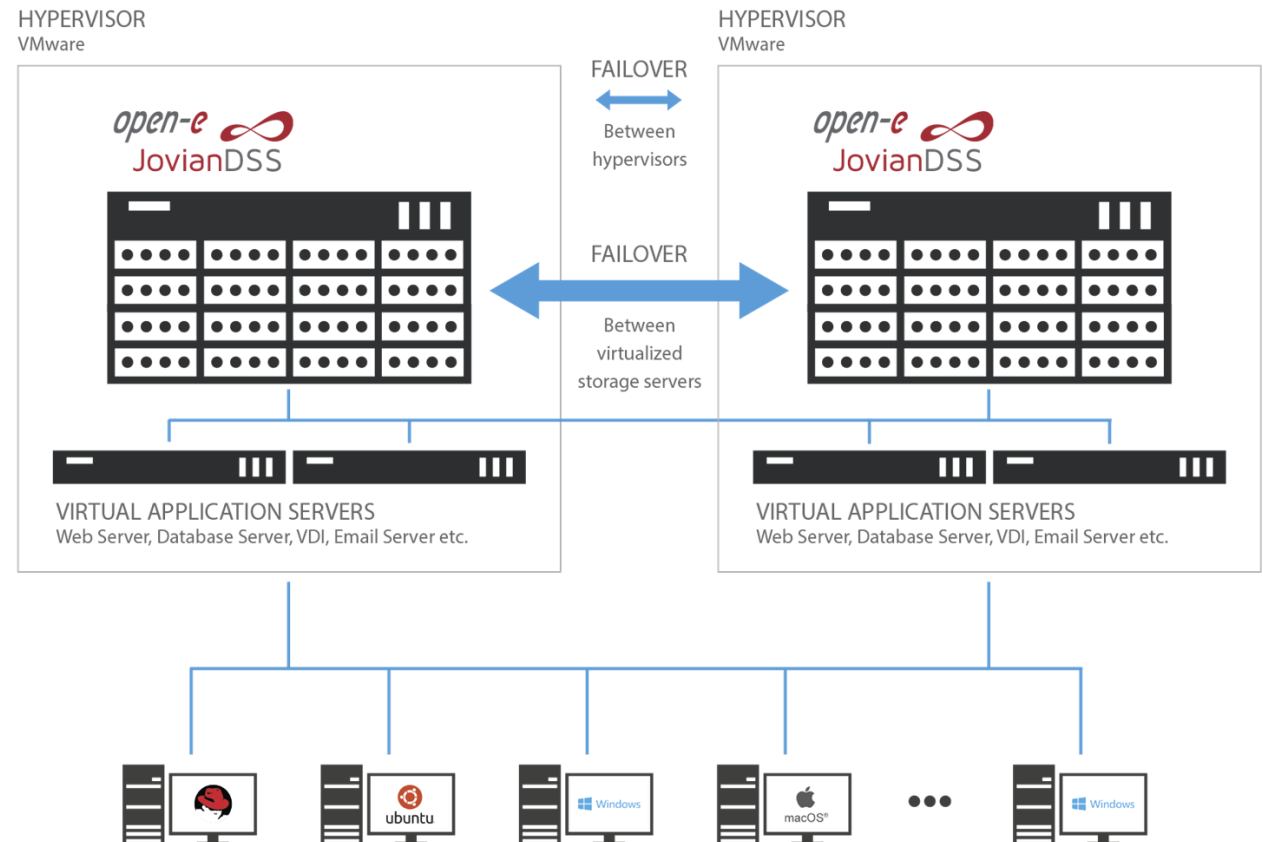 HYPERVISOR
VMware
HYPERVISOR
VMware
open-e
JovianDSS
FAILOVER
Between
hypervisors
open-e
JovianDSS
FAILOVER
Between
virtualized
storage servers
VIRTUAL APPLICATION SERVERS
Web Server, Database Server, VDI, Email Server etc.
VIRTUAL APPLICATION SERVERS
Web Server, Database Server, VDI, Email Server etc.
ubuntu
Windows
macOS®
Windows